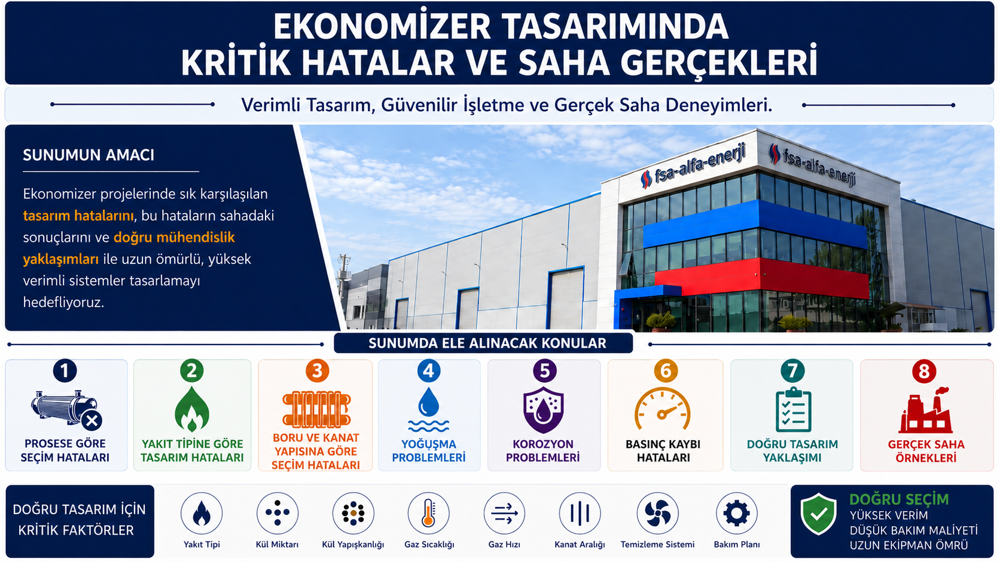 EKONOMİZER TASARIMINDA
KRİTİK HATALAR VE SAHA GERÇEKLERİ
Verimli Tasarım, Güvenilir İşletme ve Gerçek Saha Deneyimleri.
SUNUMUN AMACI
Ekonomizer projelerinde sık karşılaşılan
tasarım hatalarını, bu hataların sahadaki
sonuçlarını ve doğru mühendislik
yaklaşımları ile uzun ömürlü, yüksek
verimli sistemler tasarlamayı
hedefliyoruz.
fsa-alfa-enerji
fsa-alfa-enerji
SUNUMDA ELE ALINACAK KONULAR
1
PROSESE GÖRE
SEÇİM HATALARI
2
YAKIT TİPİNE GÖRE
TASARIM HATALARI
3
BORU VE KANAT
YAPISINA GÖRE
SEÇİM HATALARI
4
YOĞUŞMA
PROBLEMLERİ
5
KOROZYON
PROBLEMLERİ
6
BASINÇ KAYBI
HATALARI
7
DOĞRU TASARIM
YAKLAŞIMI
8
GERÇEK SAHA
ÖRNEKLERİ
DOĞRU TASARIM İÇİN
KRİTİK FAKTÖRLER
Yakıt Tipi
Kül Miktarı
Kül Yapışkanlığı
Gaz Sıcaklığı
Gaz Hızı
Kanat Aralığı
Temizleme Sistemi
Bakım Planı
DOĞRU SEÇİM
YÜKSEK VERİM
DÜŞÜK BAKIM MALİYETİ
UZUN EKİPMAN ÖMRÜ